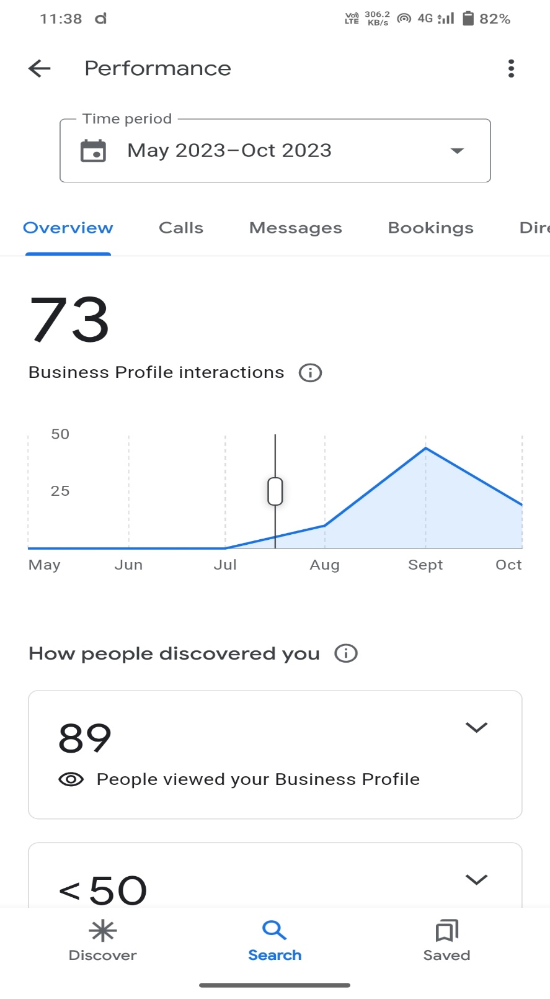 11:38 d VoD LTE 306.2 KB/s 4G 82%
Performance
Time period
May 2023–Oct 2023
Overview Calls Messages Bookings Dire
73
Business Profile interactions
50
25
May Jun Jul Aug Sept Oct
How people discovered you
89
People viewed your Business Profile
<50
Discover Search Saved